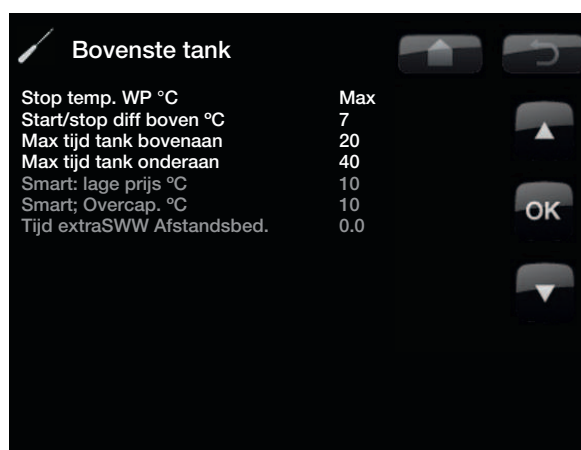 Bovenste tank
Stop temp. WP °C Max
Start/stop diff boven ºC 7
Max tijd tank bovenaan 20
Max tijd tank onderaan 40
Smart: lage prijs ºC 10
Smart; Overcap. ºC 10
OK
Tijd extraSWW Afstandsbed. 0.0